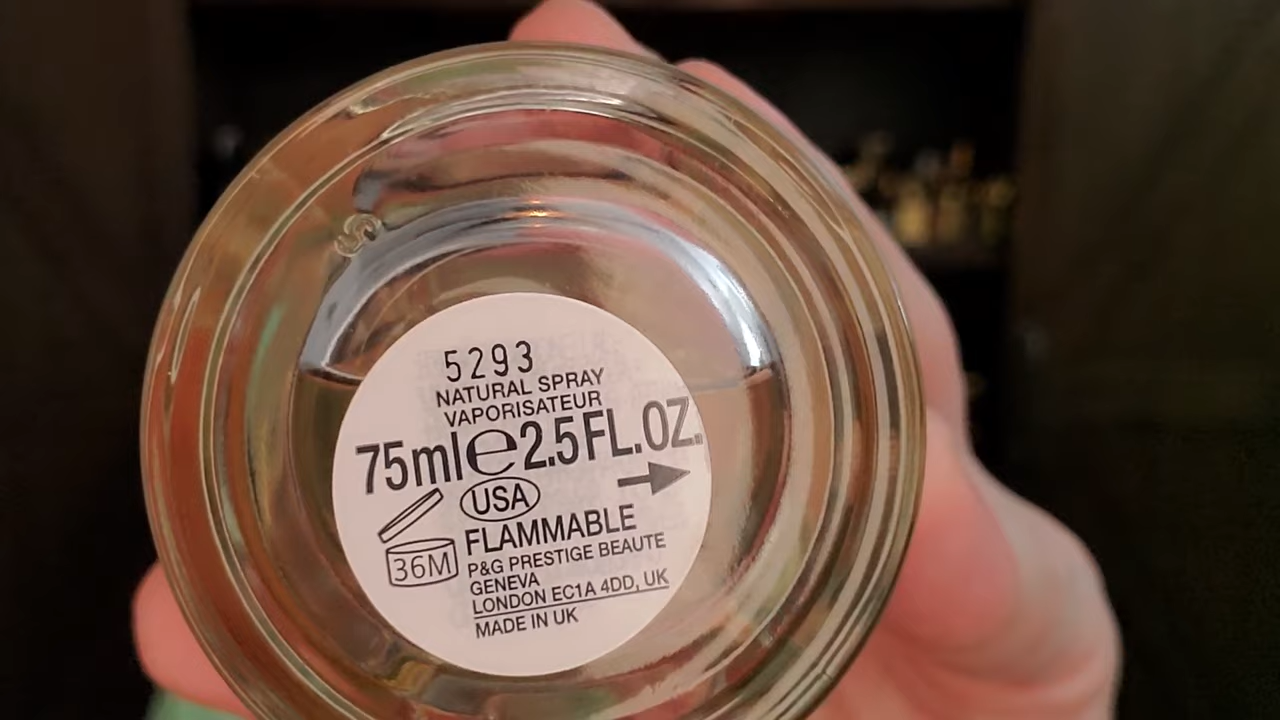 5293
NATURAL SPRAY
VAPORISATEUR
75ml e 2.5FL.OZ.
USA
FLAMMABLE
36M
P&G PRESTIGE BEAUTE
GENEVA
LONDON EC1A 4DD, UK
MADE IN UK